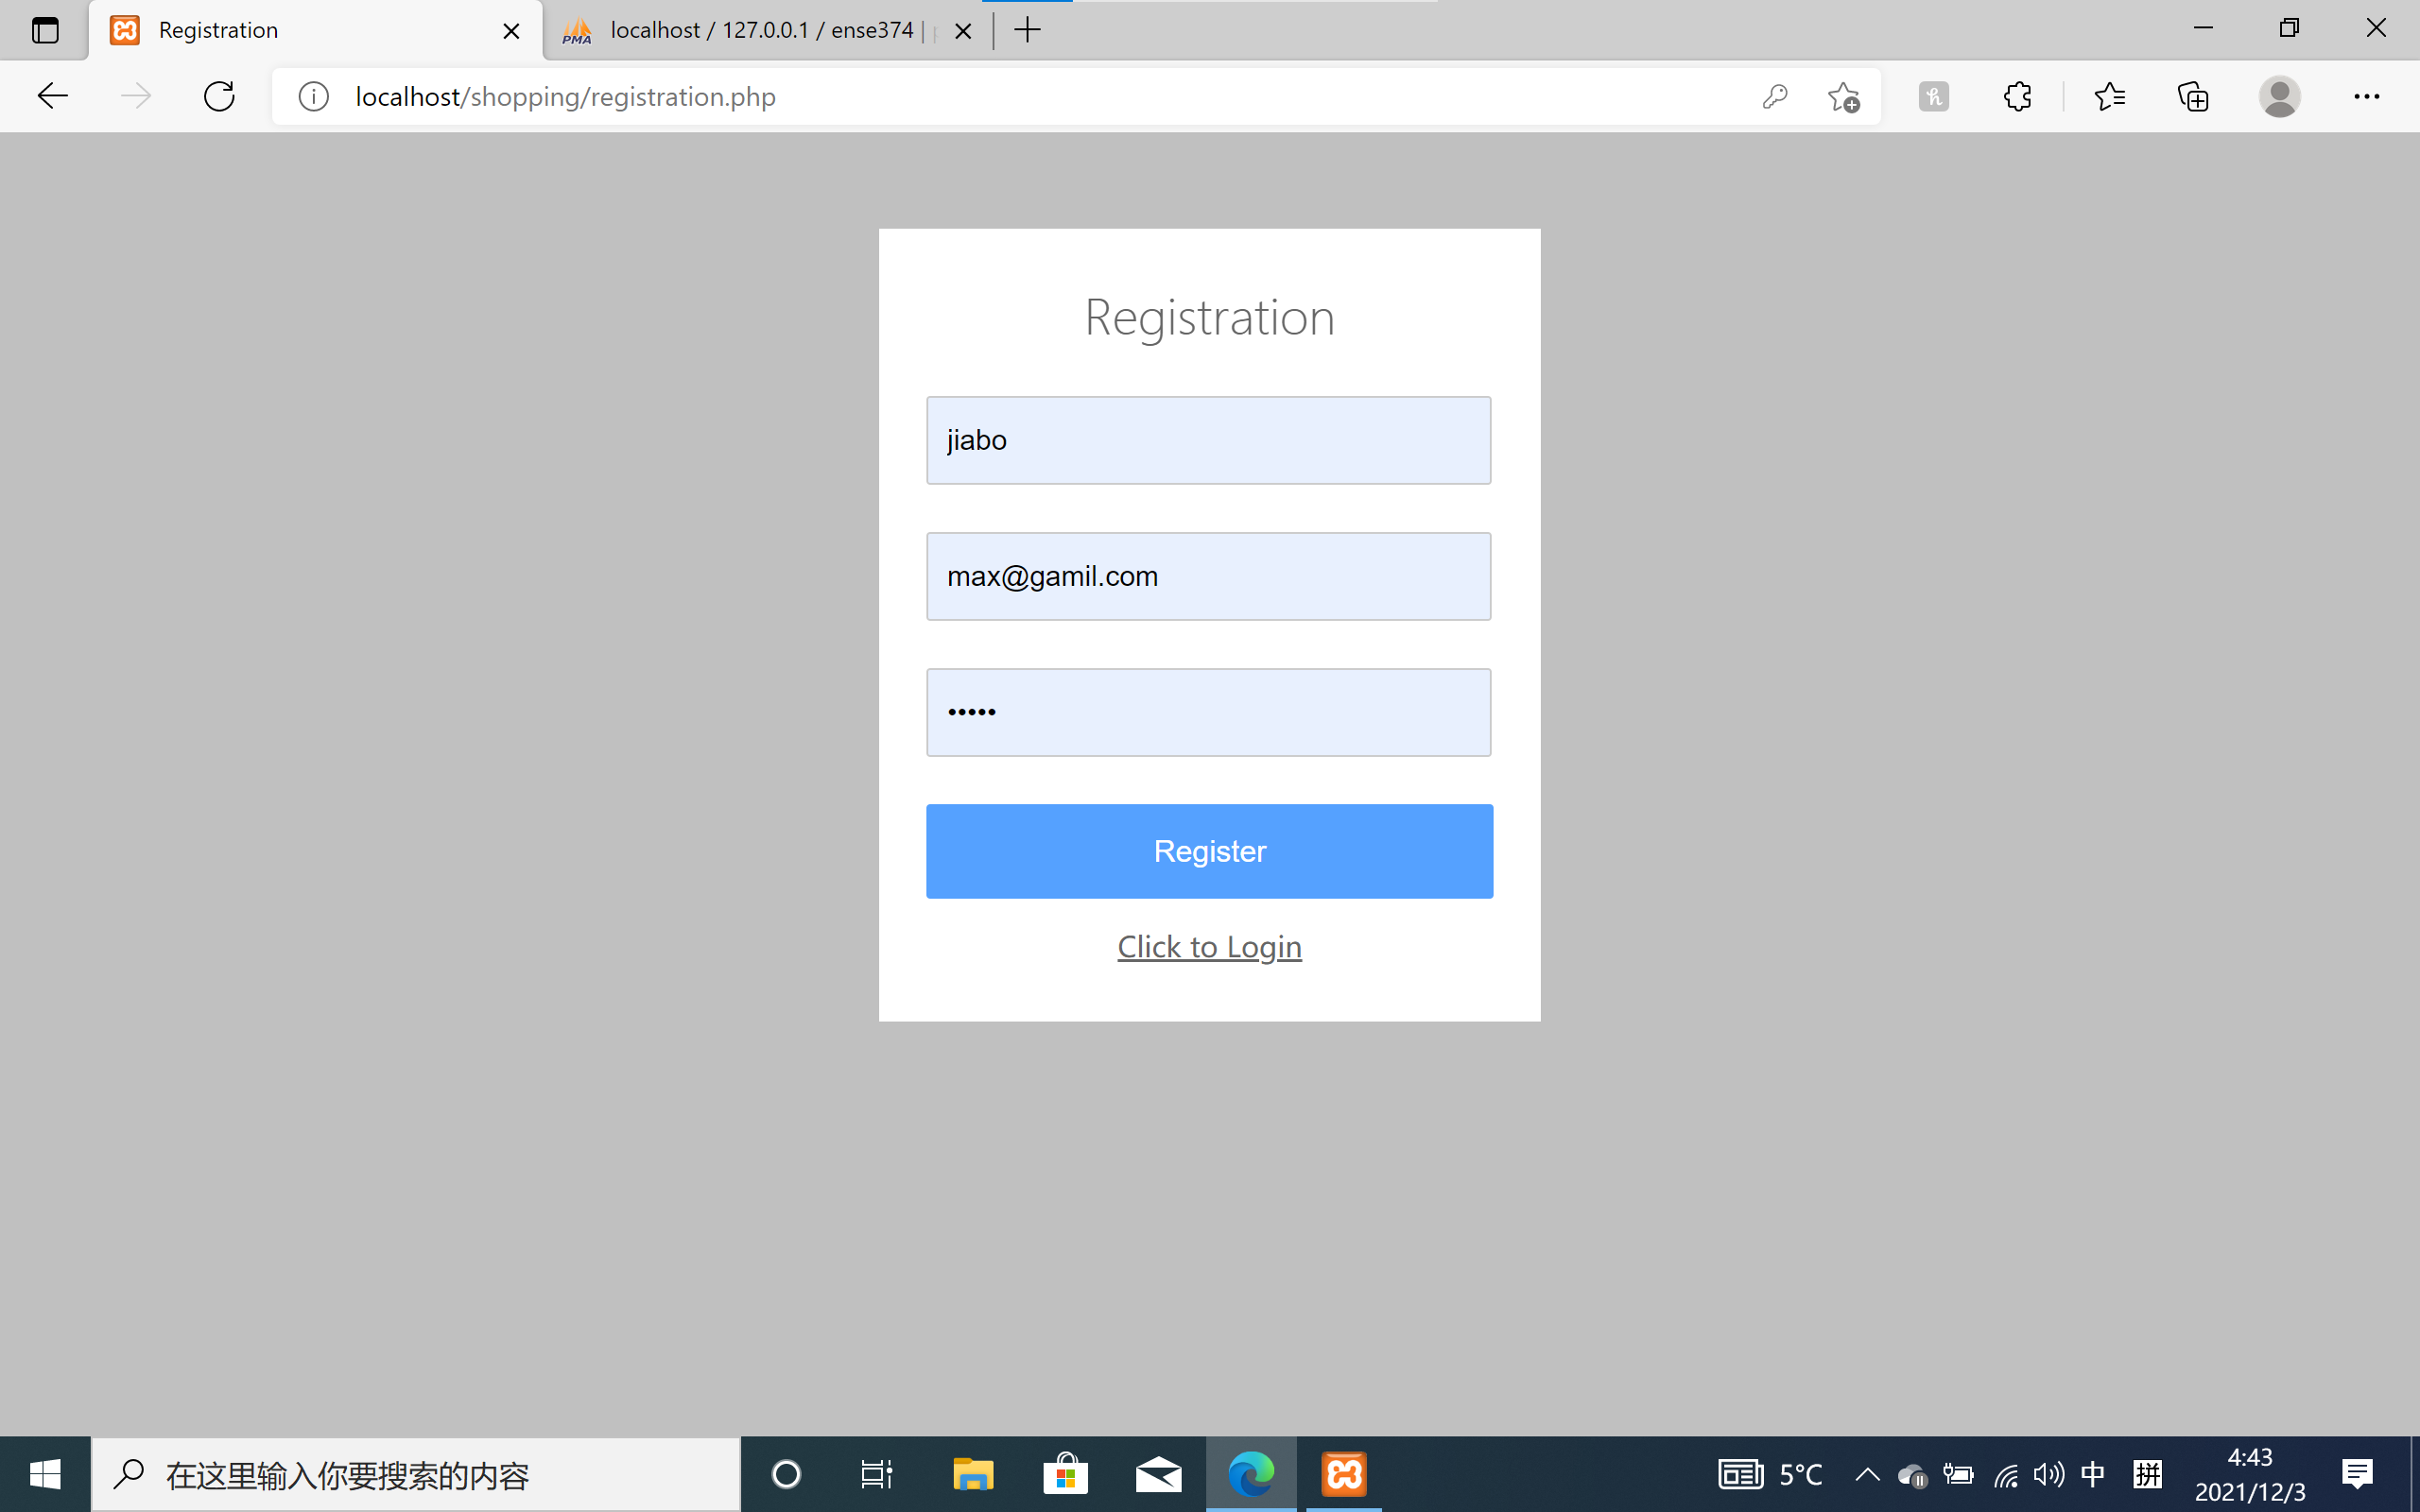 Registration
PMA
localhost / 127.0.0.1 / ense374 |
localhost/shopping/registration.php
Registration
jiabo
max@gamil.com
•••••
Register
Click to Login
在这里输入你要搜索的内容
5°C
中
拼
4:43
2021/12/3